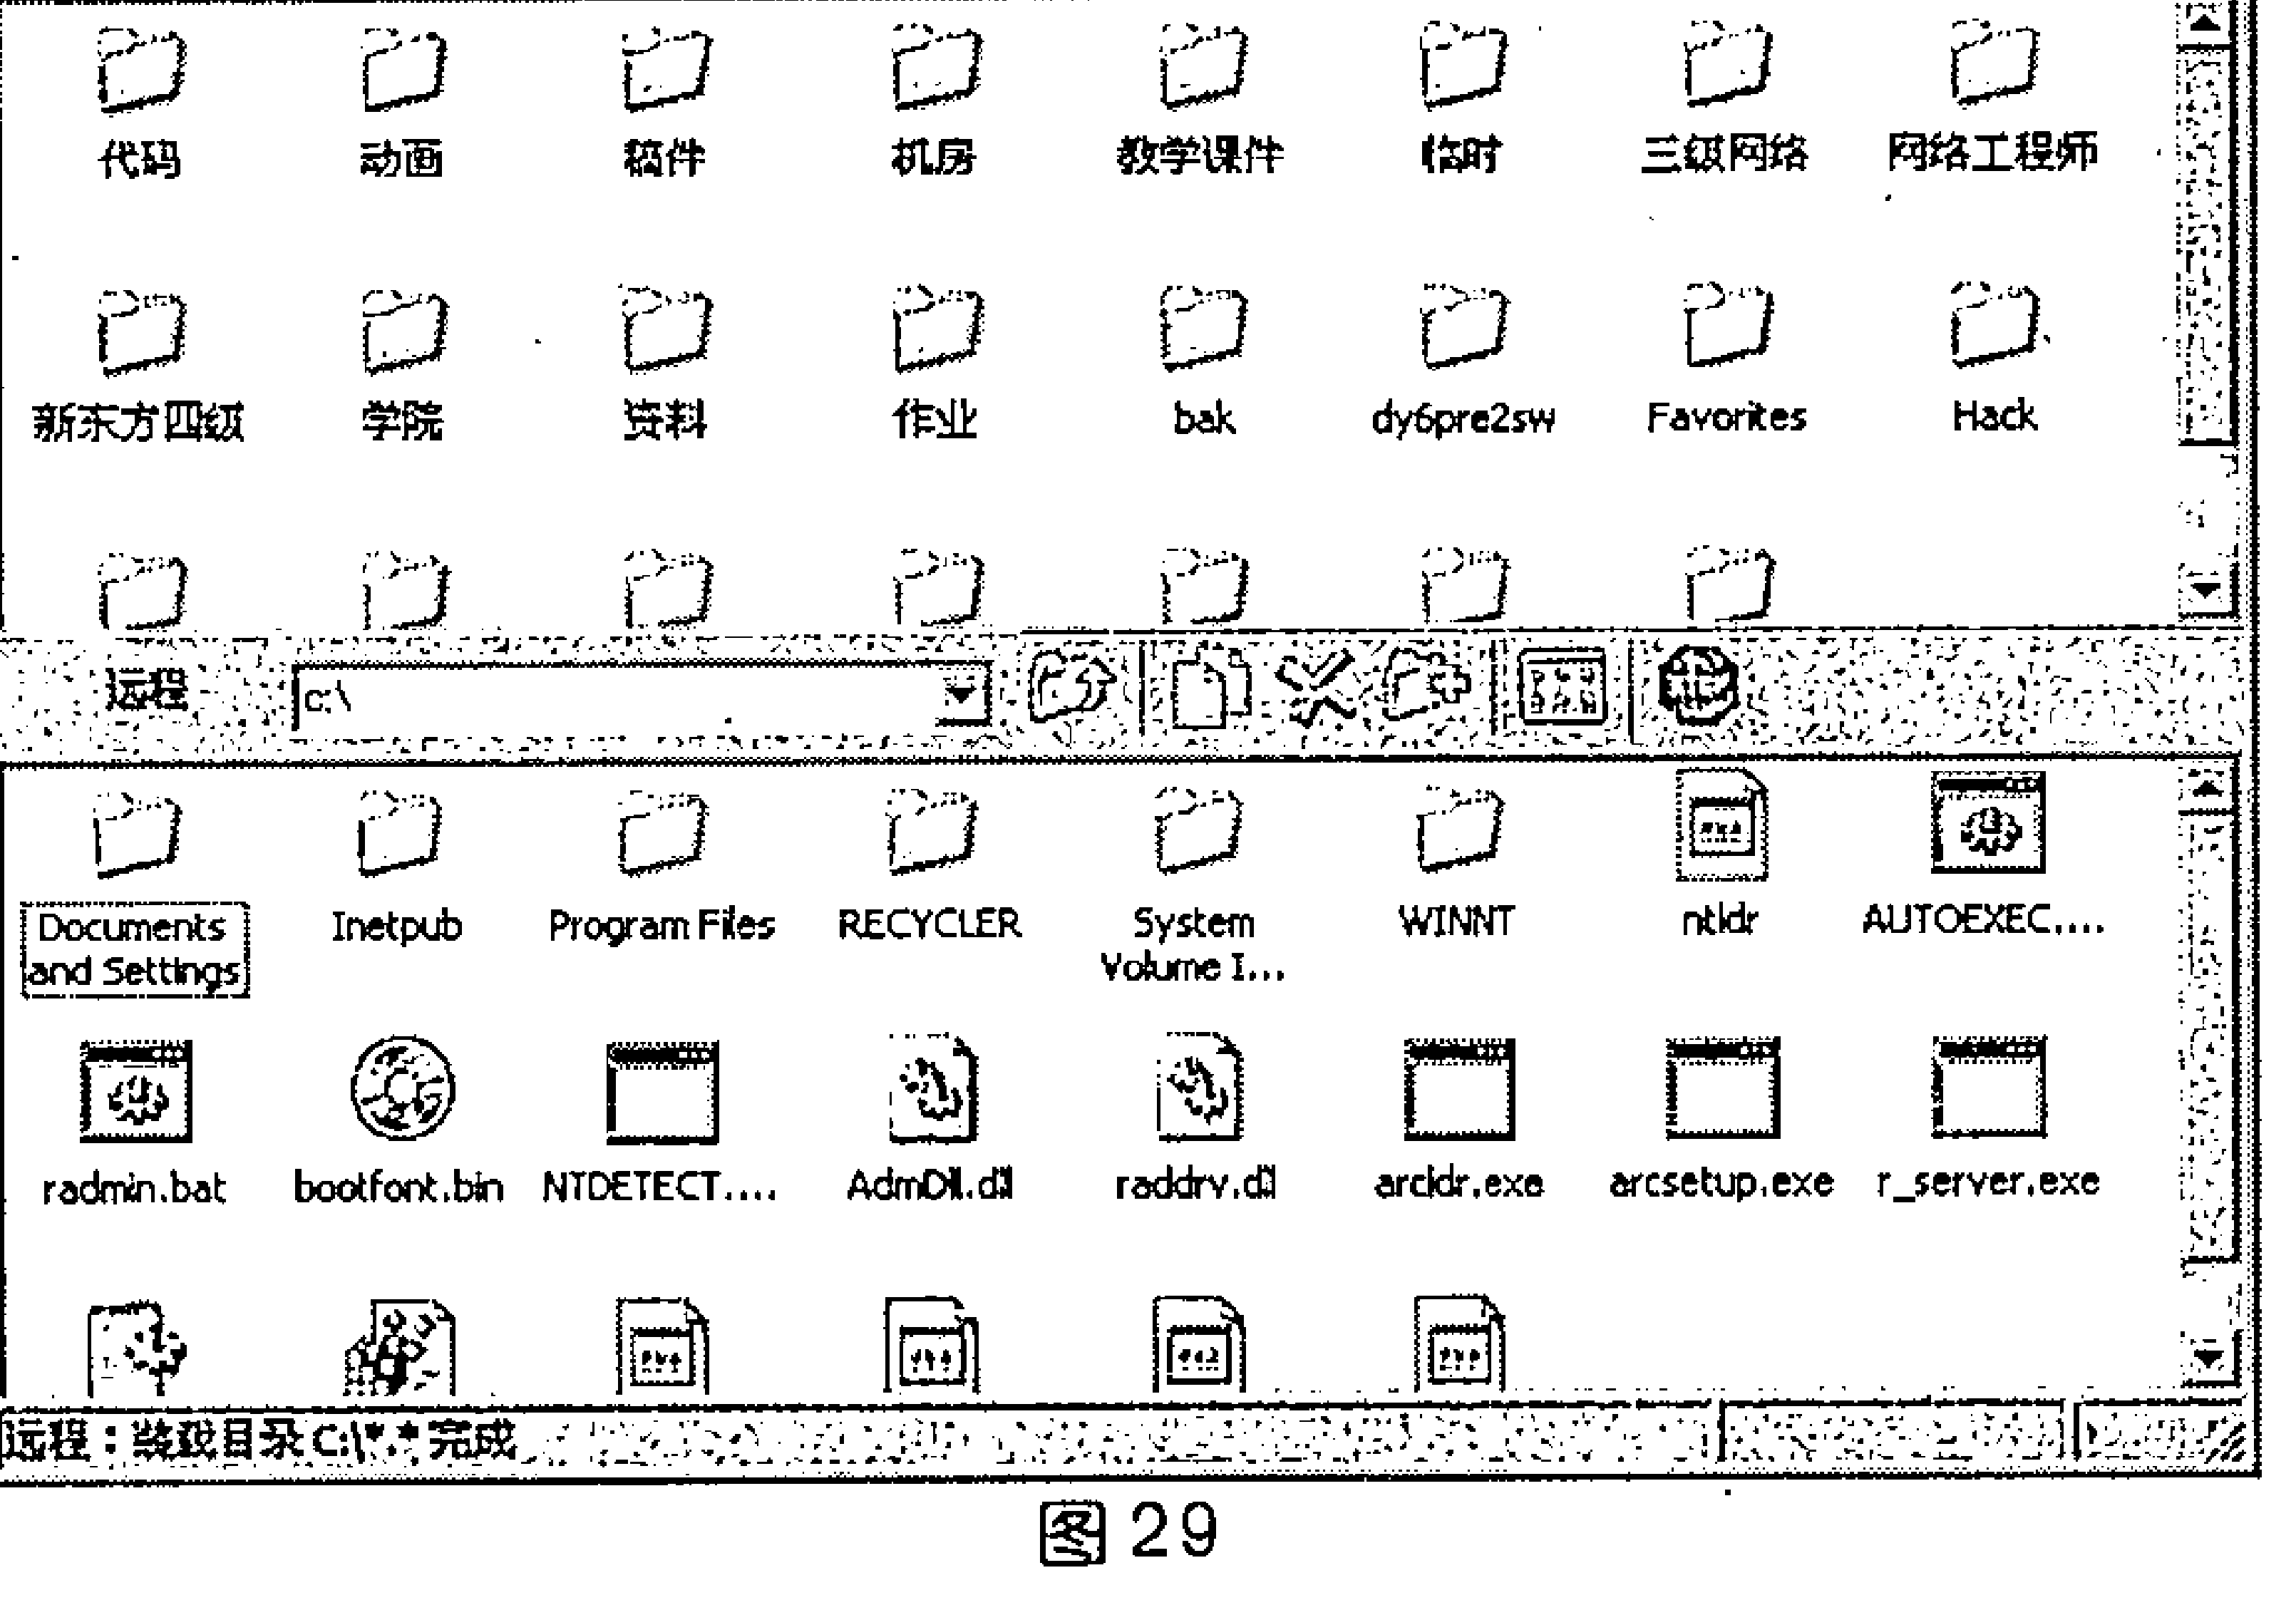 代码 动画 稿件 机房 教学课件 临时 三级网络 网络工程师
新东方四级 学院 资料 作业 bak dy6pre2sw Favorites Hack
远程 c:\
Documents and Settings Inetpub Program Files RECYCLER System Volume I... WINNT ntldr AUTOEXEC....
radmin.bat bootfont.bin NTDETECT.... AdmDll.dll raddrv.dll arcldr.exe arcsetup.exe r_server.exe
远程：装载目录 C:\*.* 完成
图 29